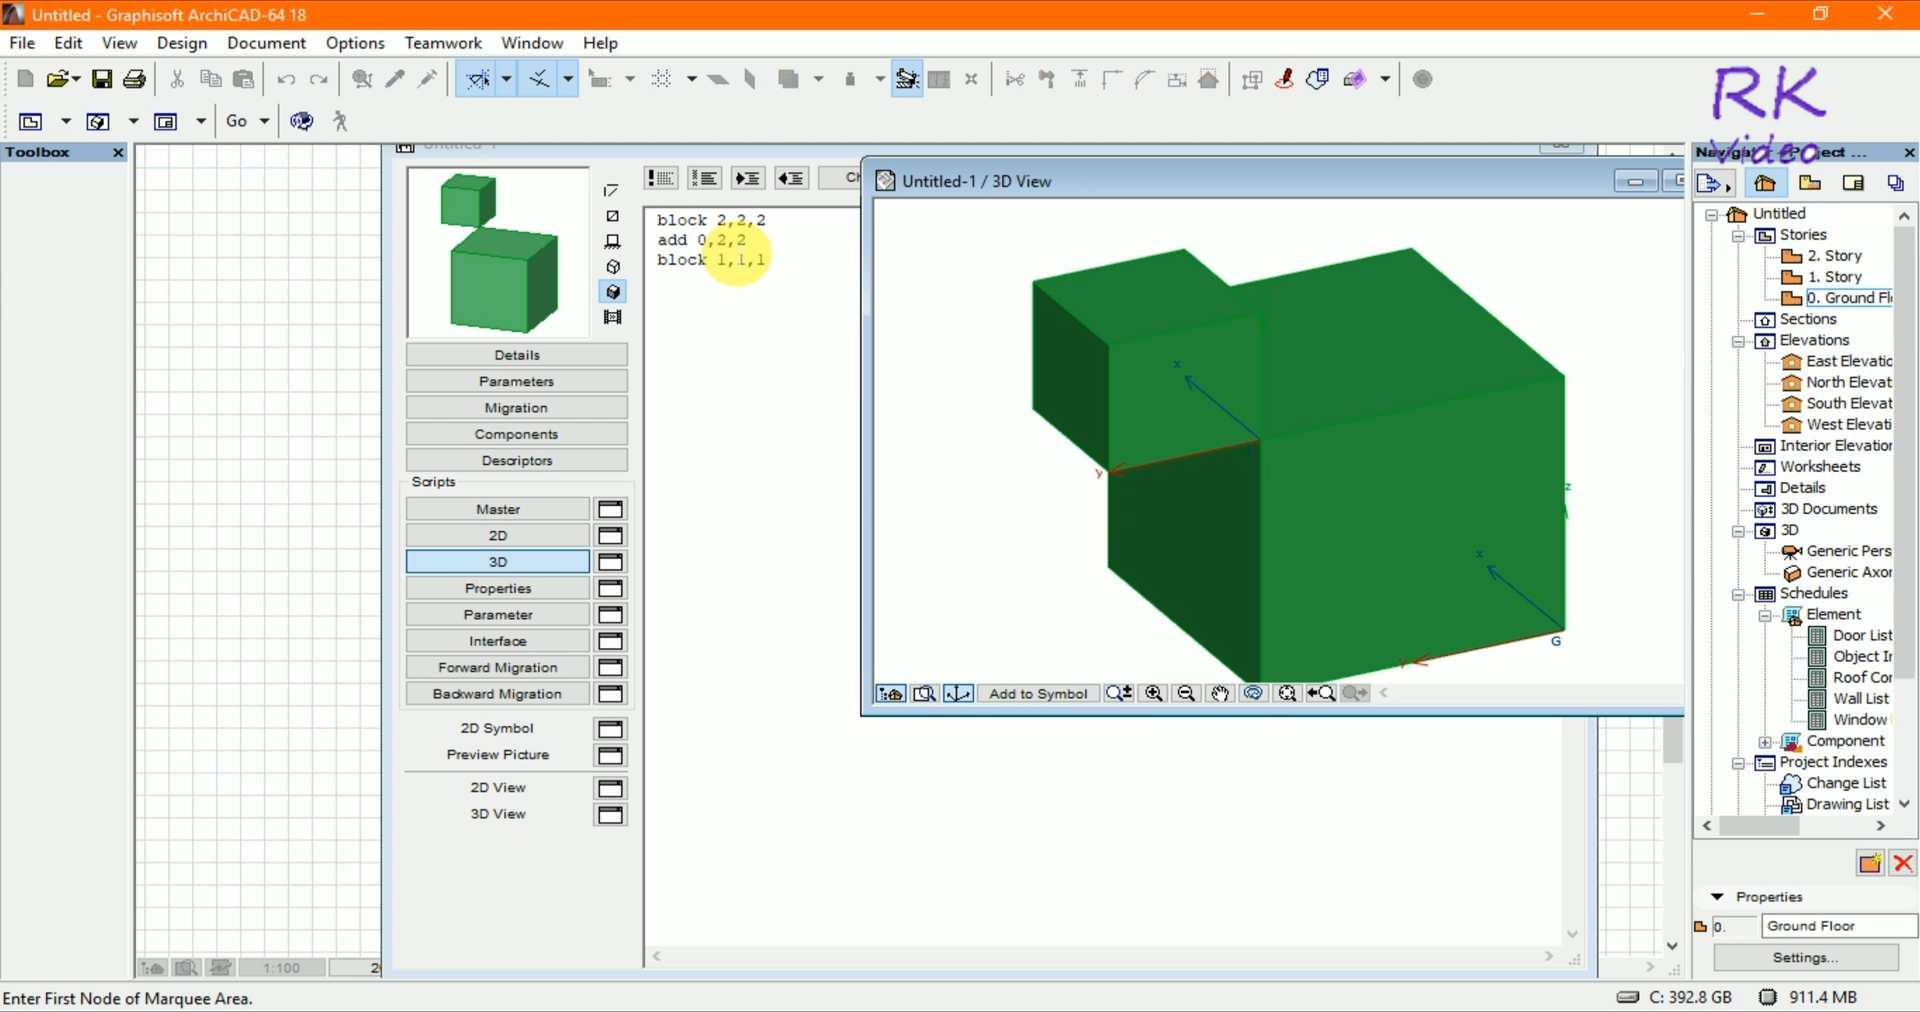 Untitled - Graphisoft ArchiCAD-64 18
File Edit View Design Document Options Teamwork Window Help
Go
RK
Video
Toolbox
Untitled-1 / 3D View
block 2,2,2
add 0,2,2
block 1,1,1
Details
Parameters
Migration
Components
Descriptors
Scripts
Master
2D
3D
Properties
Parameter
Interface
Forward Migration
Backward Migration
2D Symbol
Preview Picture
2D View
3D View
x
y
L
z
x
y
G
Add to Symbol
1:100
Untitled
Stories
2. Story
1. Story
0. Ground Fl
Sections
Elevations
East Elevatic
North Elevat
South Elevat
West Elevati
Interior Elevation
Worksheets
Details
3D Documents
3D
Generic Pers
Generic Axor
Schedules
Element
Door List
Object Ir
Roof Cor
Wall List
Window
Component
Project Indexes
Change List
Drawing List
Properties
0.
Ground Floor
Settings...
Enter First Node of Marquee Area.
C: 392.8 GB
911.4 MB